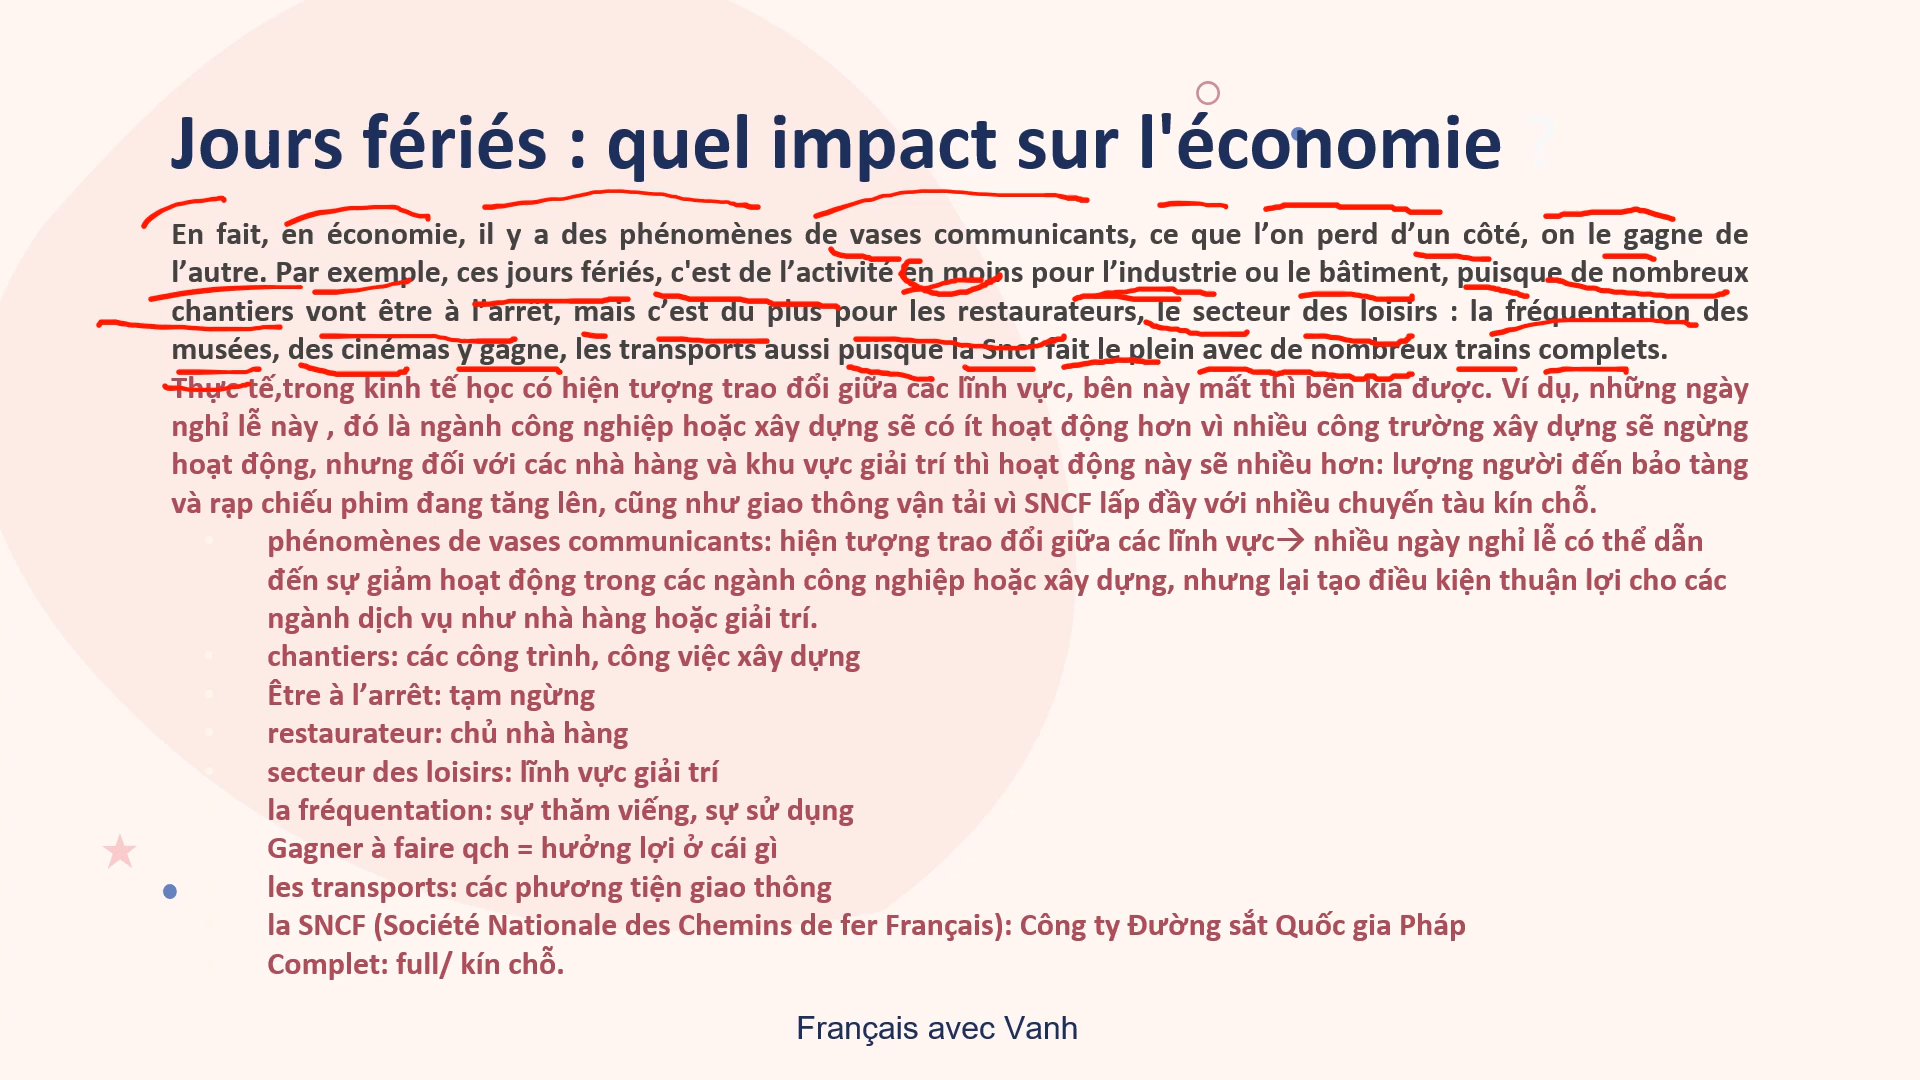 Jours fériés : quel impact sur l'économie ?
En fait, en économie, il y a des phénomènes de vases communicants, ce que l’on perd d’un côté, on le gagne de
l’autre. Par exemple, ces jours fériés, c'est de l’activité en moins pour l’industrie ou le bâtiment, puisque de nombreux
chantiers vont être à l’arrêt, mais c’est du plus pour les restaurateurs, le secteur des loisirs : la fréquentation des
musées, des cinémas y gagne, les transports aussi puisque la Sncf fait le plein avec de nombreux trains complets.
Thực tế,trong kinh tế học có hiện tượng trao đổi giữa các lĩnh vực, bên này mất thì bên kia được. Ví dụ, những ngày
nghỉ lễ này , đó là ngành công nghiệp hoặc xây dựng sẽ có ít hoạt động hơn vì nhiều công trường xây dựng sẽ ngừng
hoạt động, nhưng đối với các nhà hàng và khu vực giải trí thì hoạt động này sẽ nhiều hơn: lượng người đến bảo tàng
và rạp chiếu phim đang tăng lên, cũng như giao thông vận tải vì SNCF lấp đầy với nhiều chuyến tàu kín chỗ.
phénomènes de vases communicants: hiện tượng trao đổi giữa các lĩnh vực→ nhiều ngày nghỉ lễ có thể dẫn
đến sự giảm hoạt động trong các ngành công nghiệp hoặc xây dựng, nhưng lại tạo điều kiện thuận lợi cho các
ngành dịch vụ như nhà hàng hoặc giải trí.
chantiers: các công trình, công việc xây dựng
Être à l’arrêt: tạm ngừng
restaurateur: chủ nhà hàng
secteur des loisirs: lĩnh vực giải trí
la fréquentation: sự thăm viếng, sự sử dụng
Gagner à faire qch = hưởng lợi ở cái gì
les transports: các phương tiện giao thông
la SNCF (Société Nationale des Chemins de fer Français): Công ty Đường sắt Quốc gia Pháp
Complet: full/ kín chỗ.
Français avec Vanh